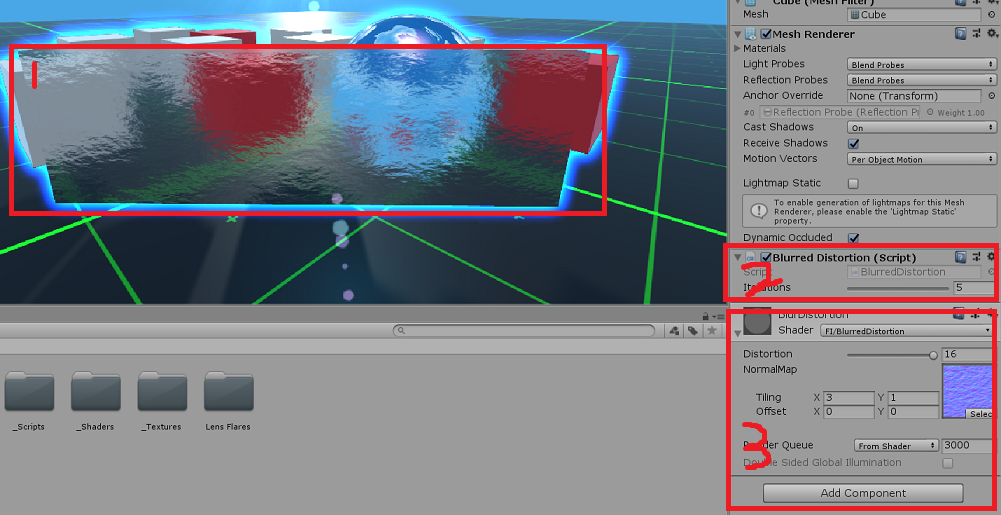 Cube (Mesh Filter)
Mesh Cube
Mesh Renderer
Materials
Light Probes Blend Probes
Reflection Probes Blend Probes
Anchor Override None (Transform)
#0 Reflection Probe (Reflection P Weight 1.00
Cast Shadows On
Receive Shadows
Motion Vectors Per Object Motion
Lightmap Static
To enable generation of lightmaps for this Mesh
Renderer, please enable the 'Lightmap Static'
property.
Dynamic Occluded
Blurred Distortion (Script)
Script BlurredDistortion
Iterations 5
BlurDistortion
Shader FI/BlurredDistortion
Distortion 16
NormalMap
Tiling X 3 Y 1
Offset X 0 Y 0
Selec
Render Queue From Shader 3000
Double Sided Global Illumination
Add Component
1
2
3
_Scripts
_Shaders
_Textures
Lens Flares